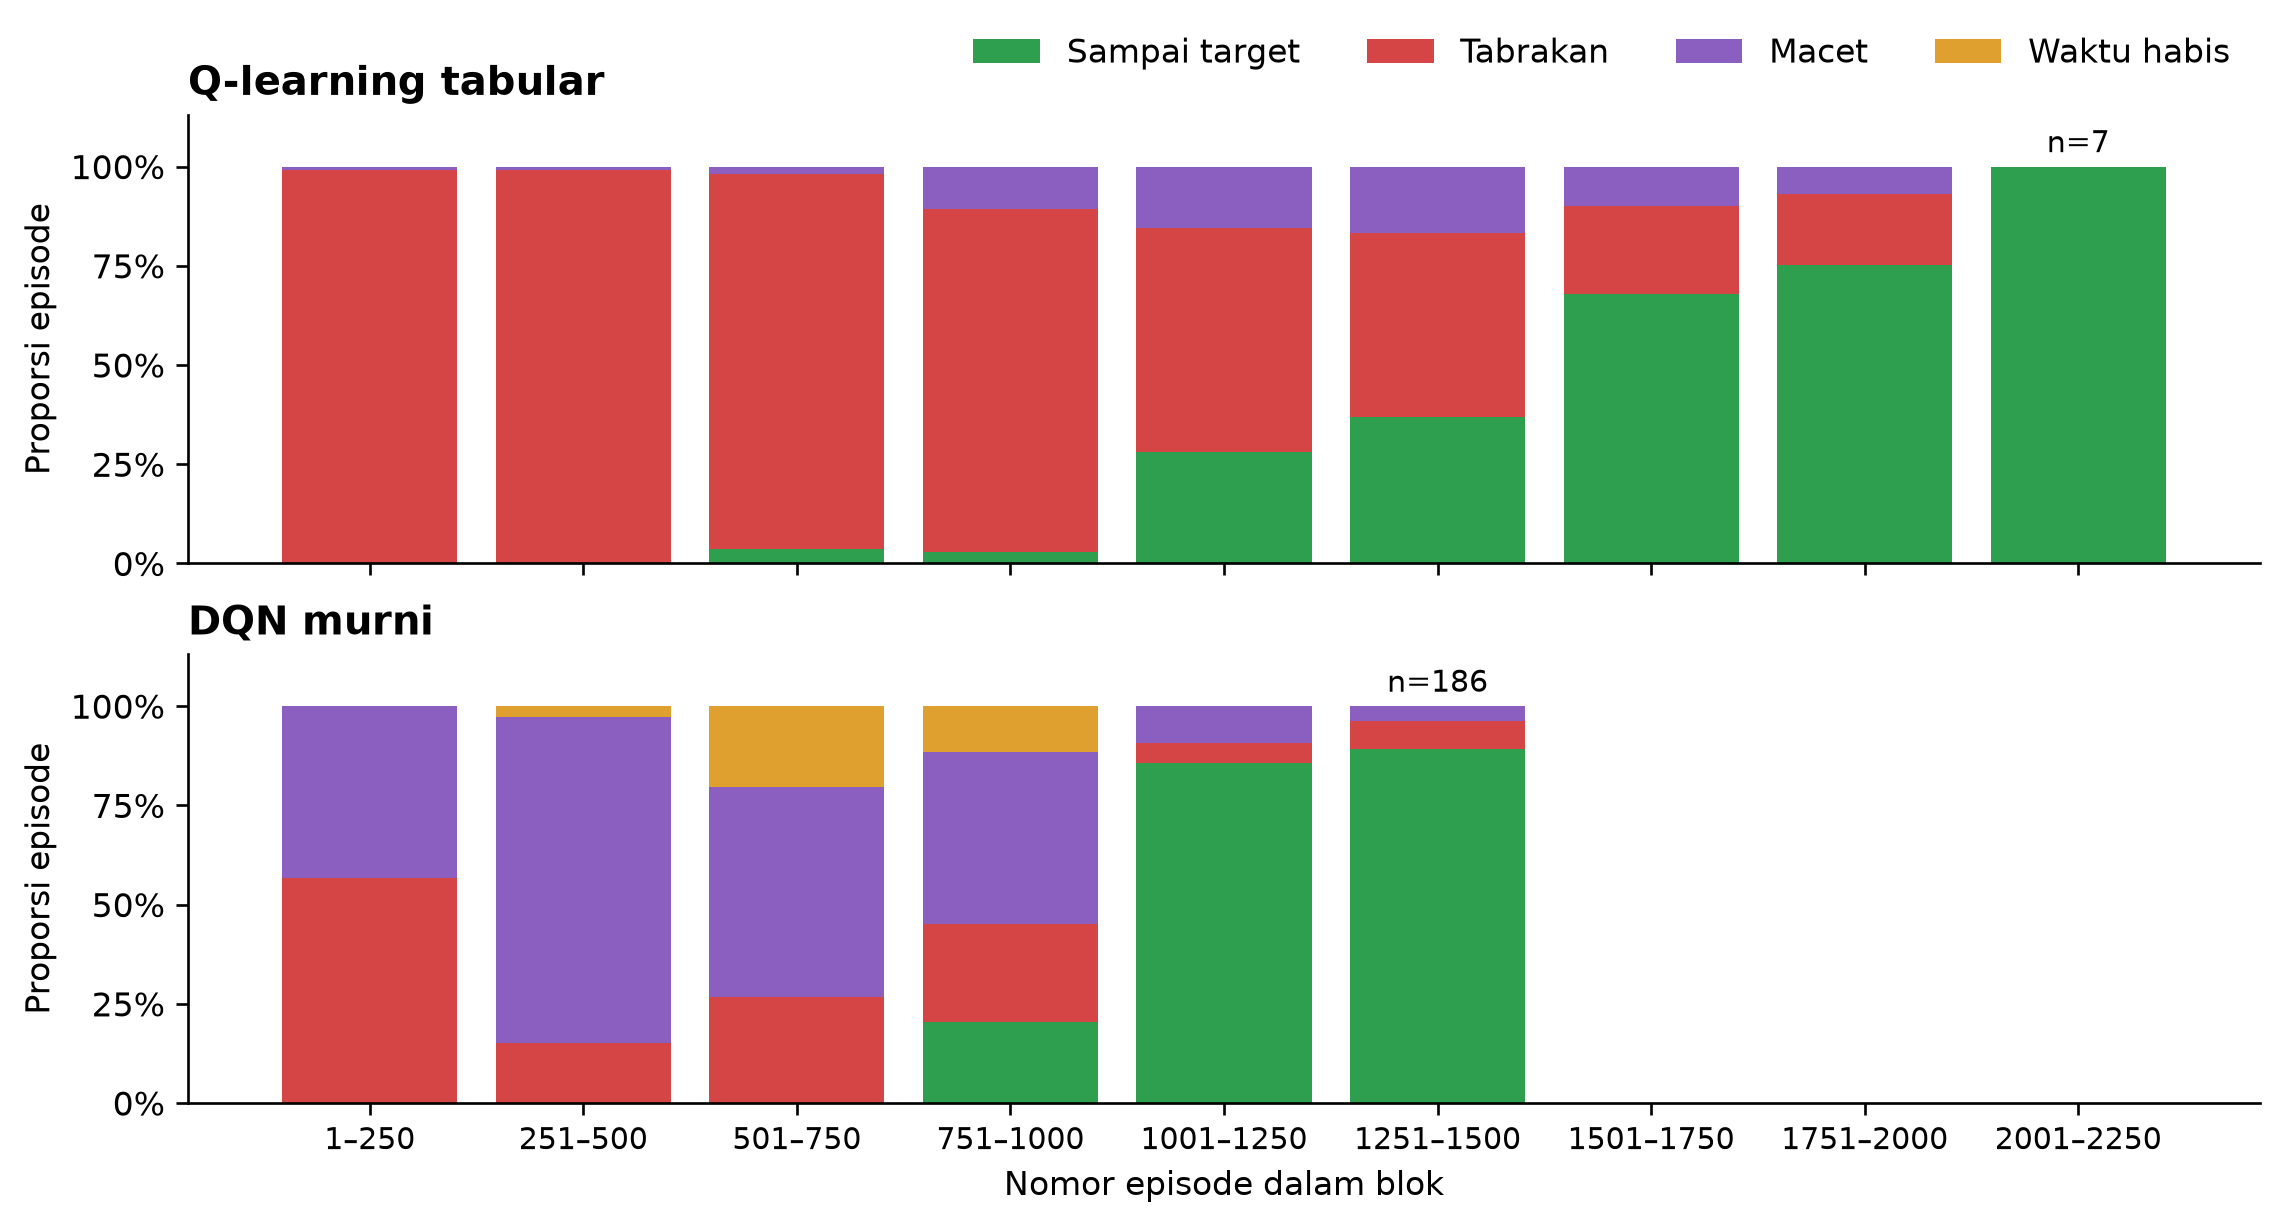 Sampai target Tabrakan Macet Waktu habis
Q-learning tabular
n=7
100%
75%
50%
25%
0%
Proporsi episode
DQN murni
n=186
100%
75%
50%
25%
0%
Proporsi episode
1–250 251–500 501–750 751–1000 1001–1250 1251–1500 1501–1750 1751–2000 2001–2250
Nomor episode dalam blok